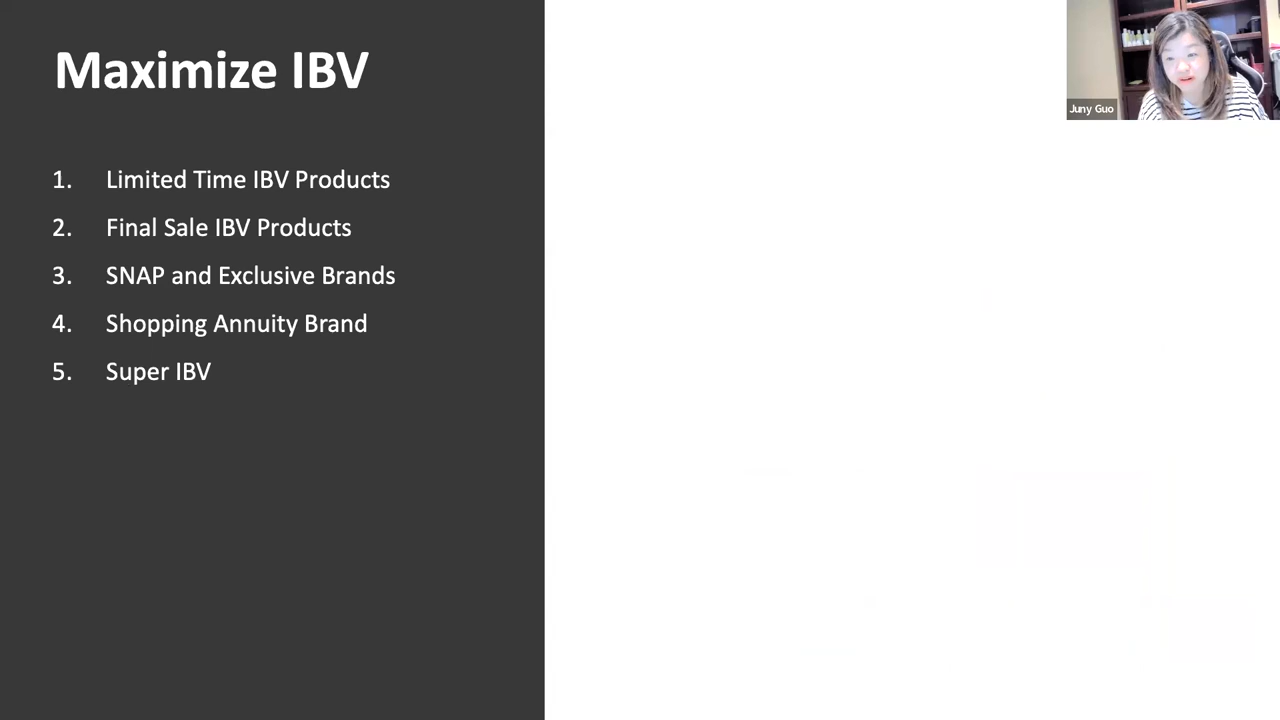 Maximize IBV
1. Limited Time IBV Products
2. Final Sale IBV Products
3. SNAP and Exclusive Brands
4. Shopping Annuity Brand
5. Super IBV
Juny Guo